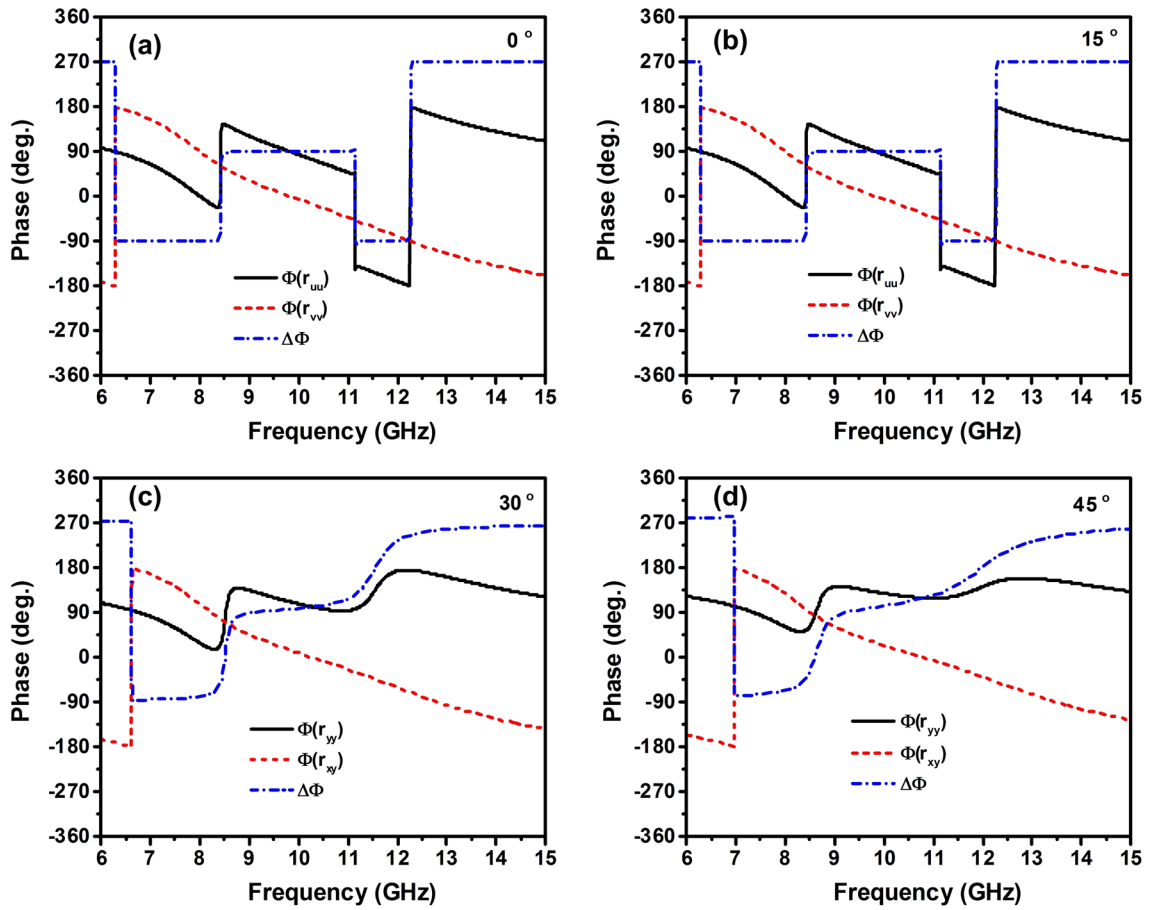 (a)
0 °
360
270
180
90
0
-90
-180
-270
-360
Phase (deg.)
Φ(r_uu)
Φ(r_vv)
ΔΦ
6 7 8 9 10 11 12 13 14 15
Frequency (GHz)
(b)
15 °
360
270
180
90
0
-90
-180
-270
-360
Phase (deg.)
Φ(r_uu)
Φ(r_vv)
ΔΦ
6 7 8 9 10 11 12 13 14 15
Frequency (GHz)
(c)
30 °
360
270
180
90
0
-90
-180
-270
-360
Phase (deg.)
Φ(r_yy)
Φ(r_xy)
ΔΦ
6 7 8 9 10 11 12 13 14 15
Frequency (GHz)
(d)
45 °
360
270
180
90
0
-90
-180
-270
-360
Phase (deg.)
Φ(r_yy)
Φ(r_xy)
ΔΦ
6 7 8 9 10 11 12 13 14 15
Frequency (GHz)